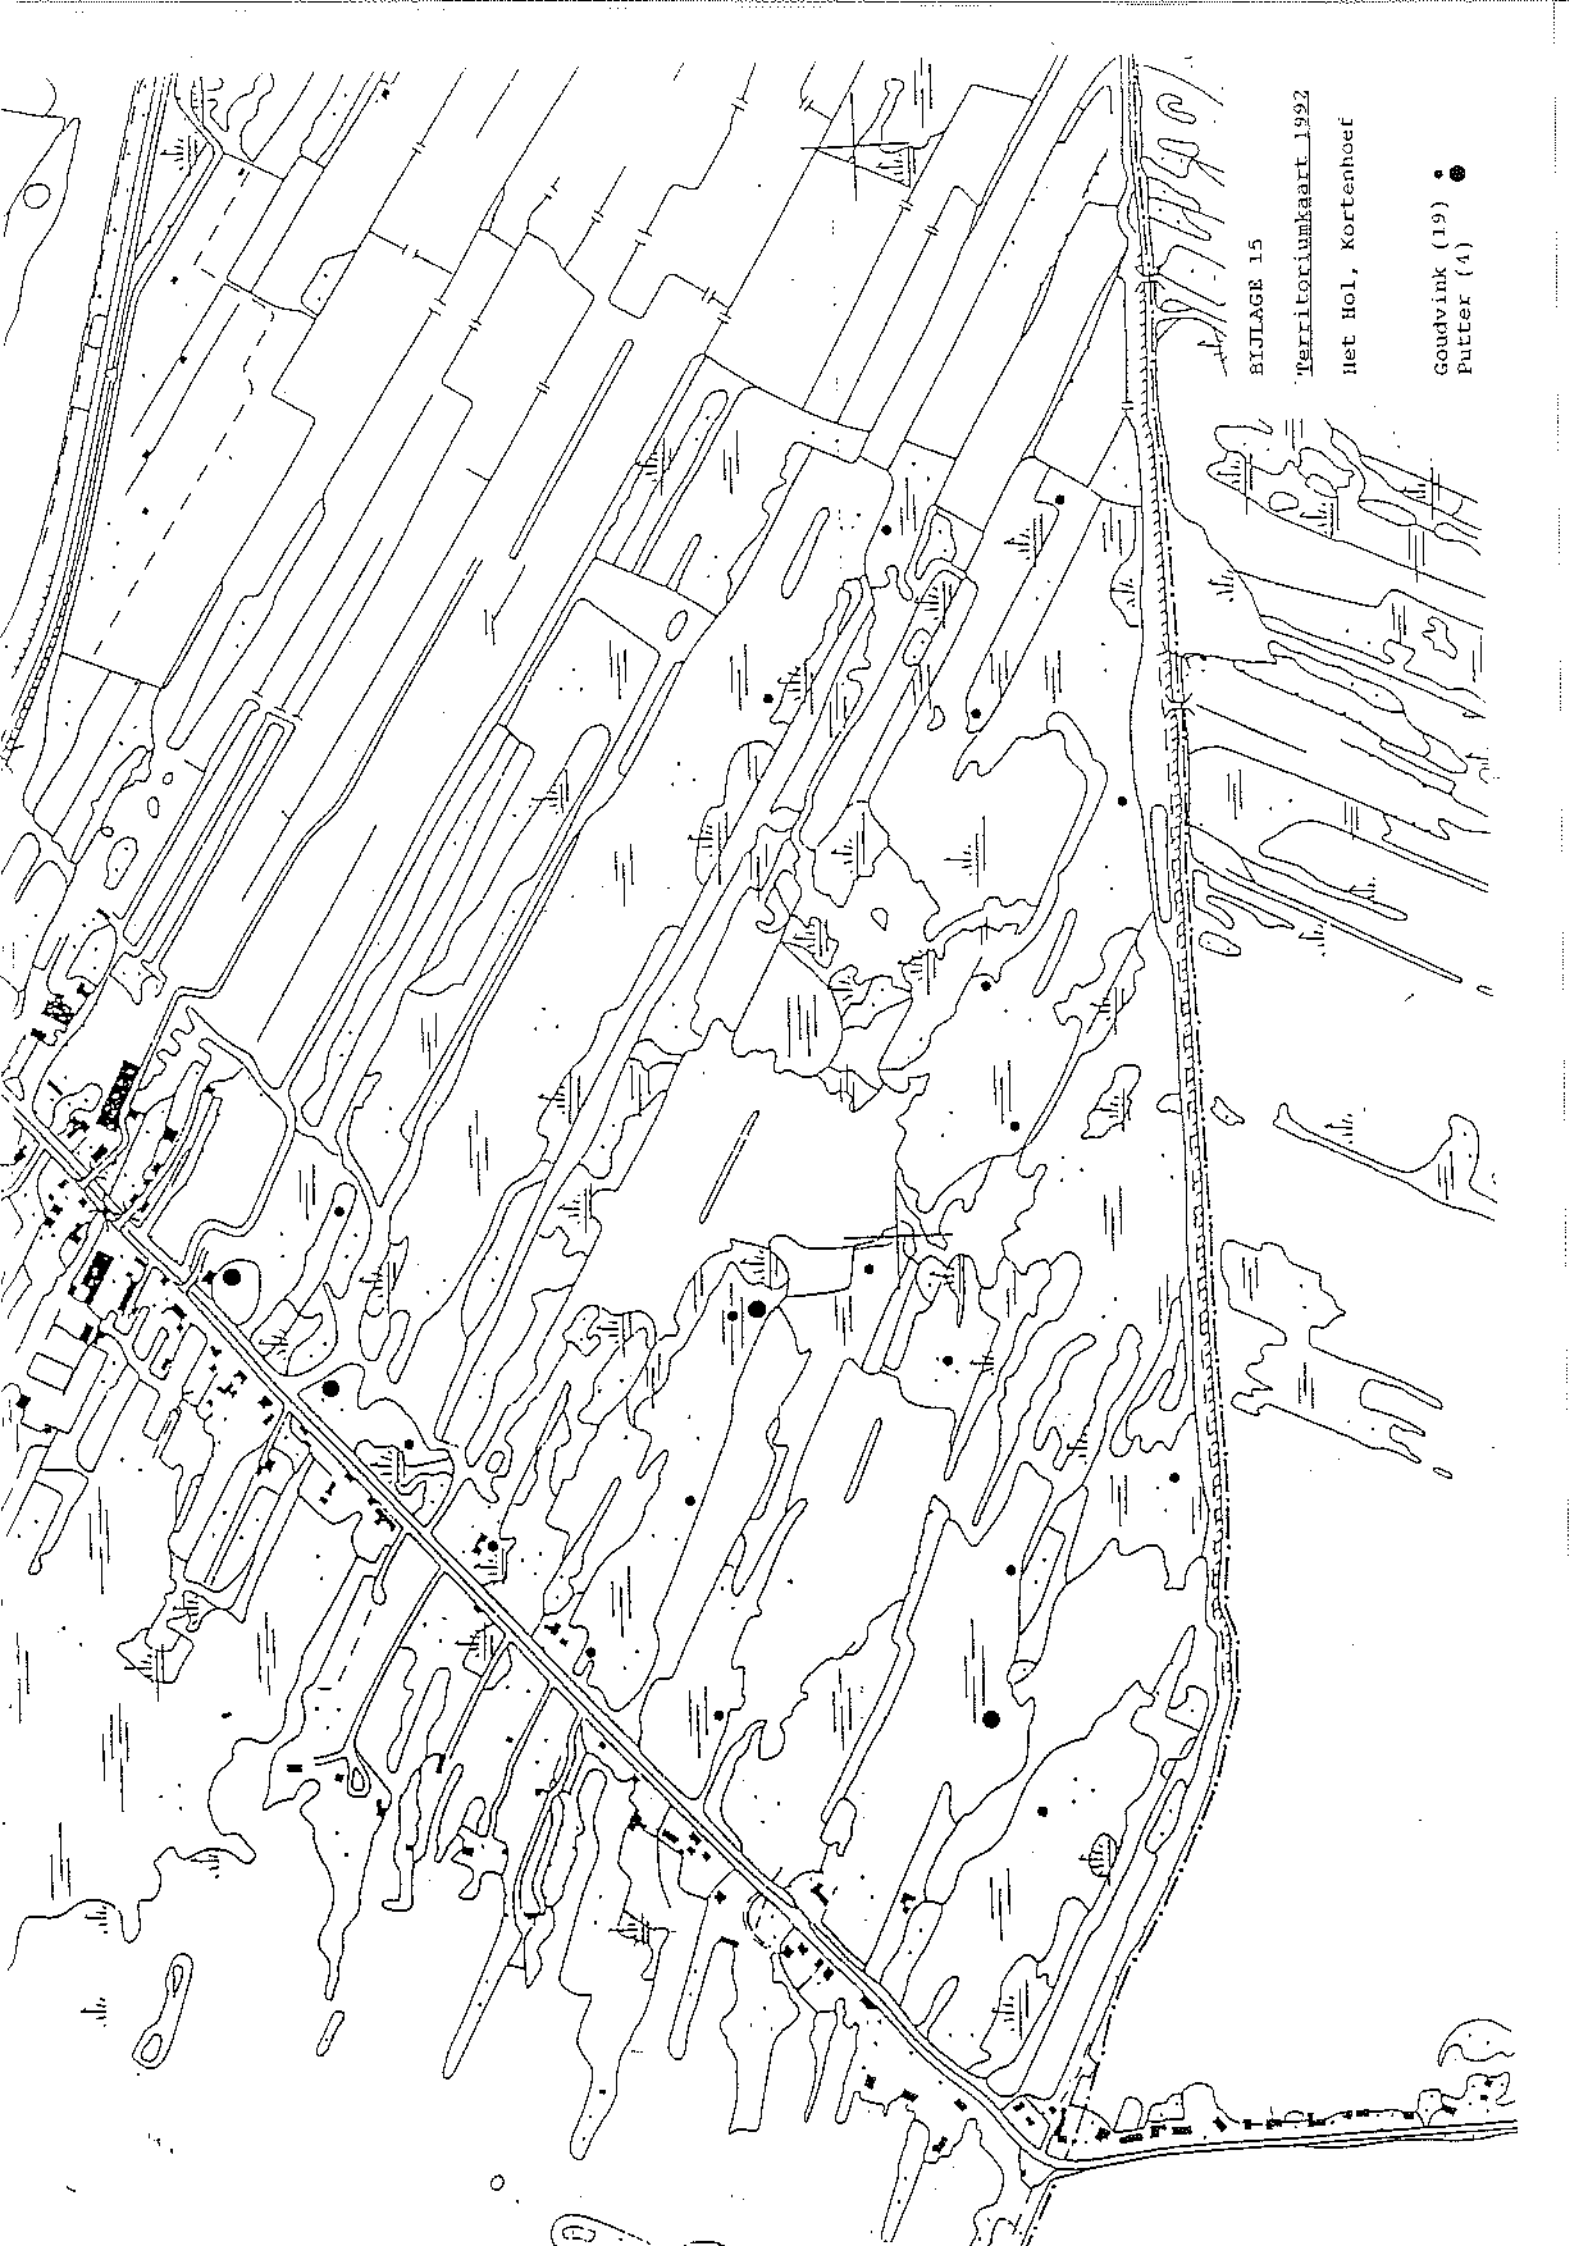 BIJLAGE 15
Territoriumkaart 1992
Het Hol, Kortenhoef
Goudvink (19)
Putter (4)